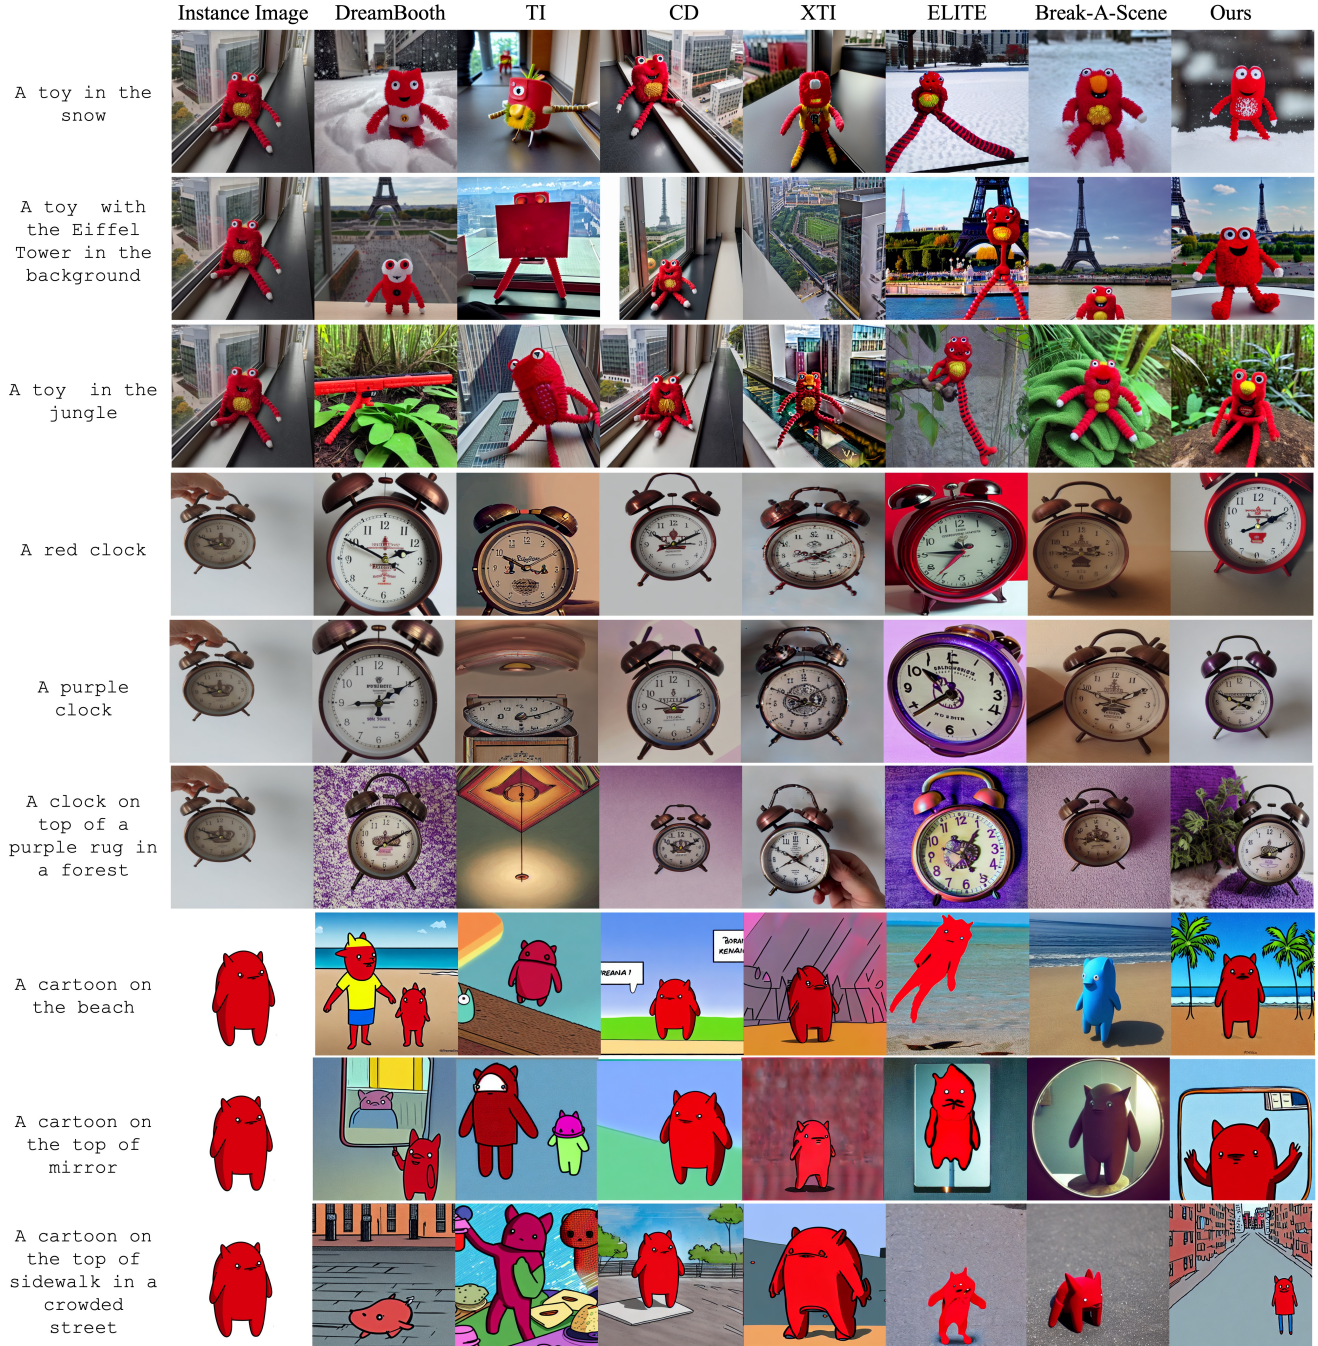 Instance Image DreamBooth TI CD XTI ELITE Break-A-Scene Ours
A toy in the
snow
A toy with
the Eiffel
Tower in the
background
A toy in the
jungle
A red clock
A purple
clock
A clock on
top of a
purple rug in
a forest
A cartoon on
the beach
REANA !
A cartoon on
the top of
mirror
A cartoon on
the top of
sidewalk in a
crowded
street